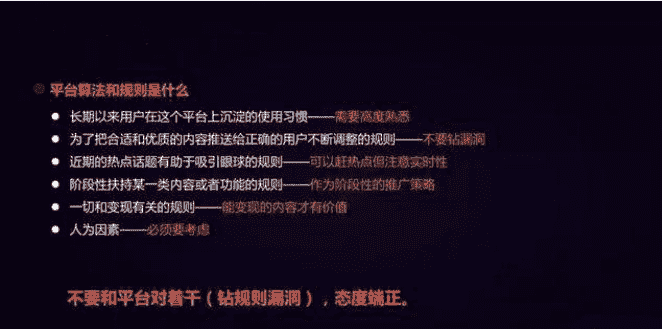 平台算法和规则是什么
长期以来用户在这个平台上沉淀的使用习惯——需要高度熟悉
为了把合适和优质的内容推送给正确的用户不断调整的规则——不要钻漏洞
近期的热点话题有助于吸引眼球的规则——可以赶热点但注意实时性
阶段性扶持某一类内容或者功能的规则——作为阶段性的推广策略
一切和变现有关的规则——能变现的内容才有价值
人为因素——必须要考虑
不要和平台对着干（钻规则漏洞），态度端正。